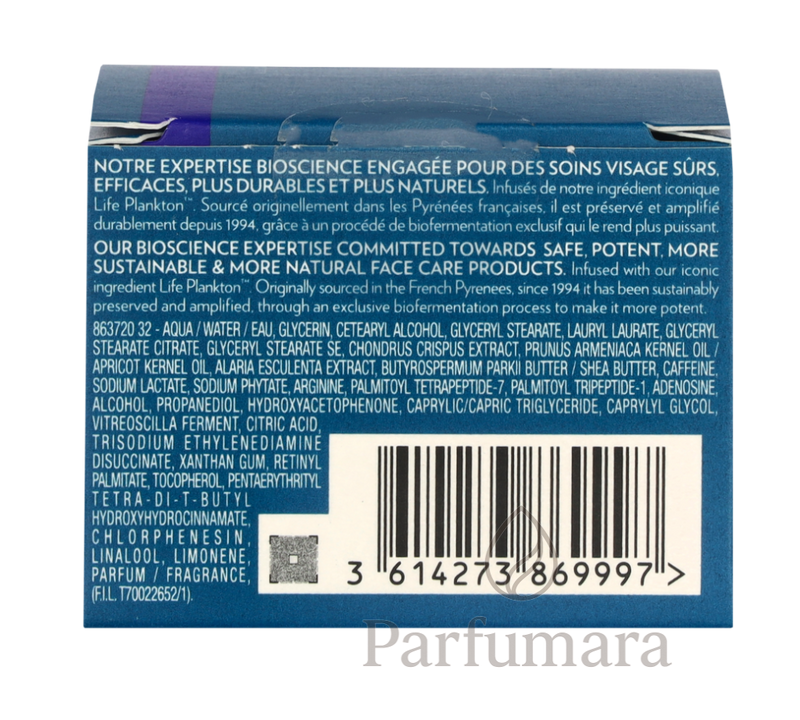 NOTRE EXPERTISE BIOSCIENCE ENGAGÉE POUR DES SOINS VISAGE SÛRS,
EFFICACES, PLUS DURABLES ET PLUS NATURELS. Infusés de notre ingrédient iconique
Life Plankton™. Sourcé originellement dans les Pyrénées françaises, il est préservé et amplifié
durablement depuis 1994, grâce à un procédé de biofermentation exclusif qui le rend plus puissant.
OUR BIOSCIENCE EXPERTISE COMMITTED TOWARDS SAFE, POTENT, MORE
SUSTAINABLE & MORE NATURAL FACE CARE PRODUCTS. Infused with our iconic
ingredient Life Plankton™. Originally sourced in the French Pyrenees, since 1994 it has been sustainably
preserved and amplified, through an exclusive biofermentation process to make it more potent.
863720 32 - AQUA / WATER / EAU, GLYCERIN, CETEARYL ALCOHOL, GLYCERYL STEARATE, LAURYL LAURATE, GLYCERYL
STEARATE CITRATE, GLYCERYL STEARATE SE, CHONDRUS CRISPUS EXTRACT, PRUNUS ARMENIACA KERNEL OIL /
APRICOT KERNEL OIL, ALARIA ESCULENTA EXTRACT, BUTYROSPERMUM PARKII BUTTER / SHEA BUTTER, CAFFEINE,
SODIUM LACTATE, SODIUM PHYTATE, ARGININE, PALMITOYL TETRAPEPTIDE-7, PALMITOYL TRIPEPTIDE-1, ADENOSINE,
ALCOHOL, PROPANEDIOL, HYDROXYACETOPHENONE, CAPRYLIC/CAPRIC TRIGLYCERIDE, CAPRYLYL GLYCOL,
VITREOSCILLA FERMENT, CITRIC ACID,
TRISODIUM ETHYLENEDIAMINE
DISUCCINATE, XANTHAN GUM, RETINYL
PALMITATE, TOCOPHEROL, PENTAERYTHRITYL
TETRA-DI-T-BUTYL
HYDROXYHYDROCINNAMATE,
CHLORPHENESIN,
LINALOOL, LIMONENE,
PARFUM / FRAGRANCE,
(F.I.L. T70022652/1).
3 614273 869997 >
Parfumara